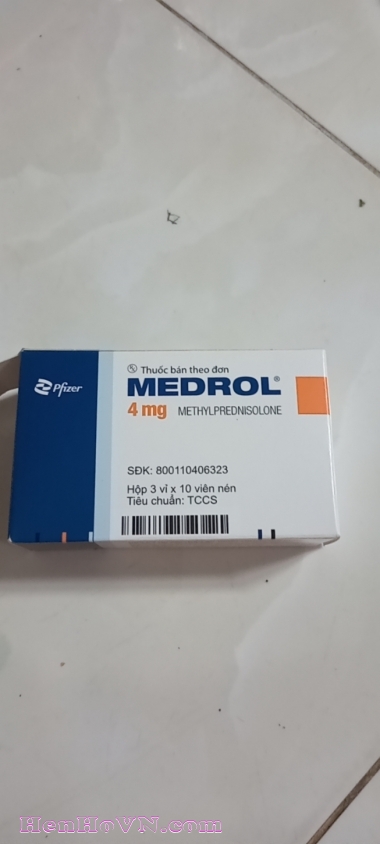 Pfizer
Thuốc bán theo đơn
MEDROL®
4 mg METHYLPREDNISOLONE
SĐK: 800110406323
Hộp 3 vỉ x 10 viên nén
Tiêu chuẩn: TCCS
HenHoVN.com